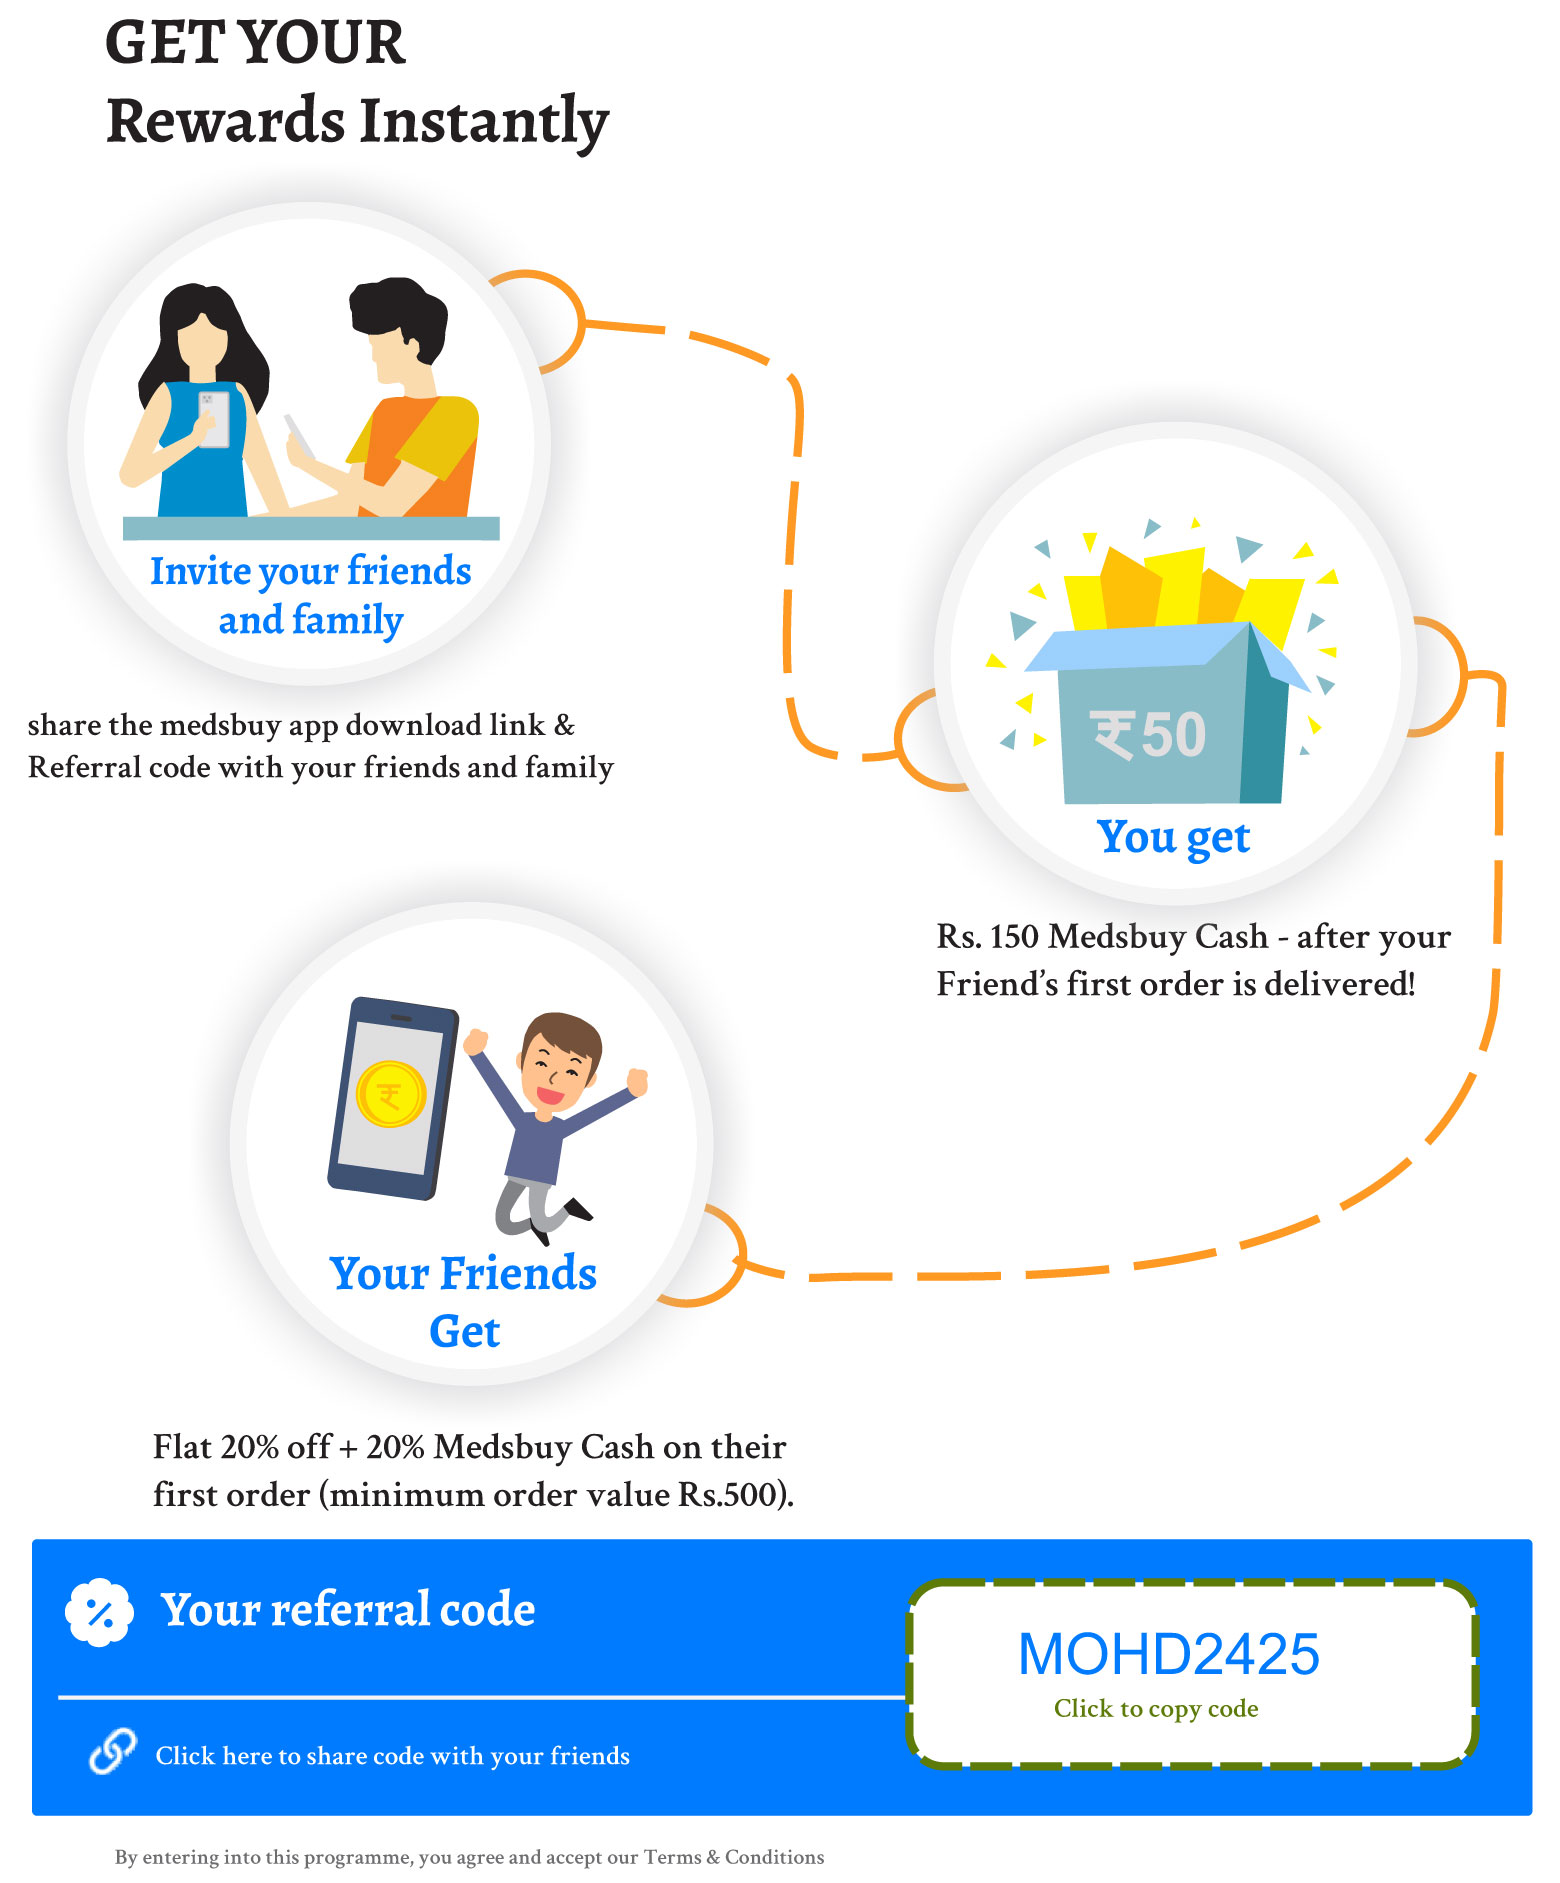 GET YOUR
Rewards Instantly
Invite your friends
and family
share the medsbuy app download link &
Referral code with your friends and family
₹50
You get
Rs. 150 Medsbuy Cash - after your
Friend’s first order is delivered!
₹
Your Friends
Get
Flat 20% off + 20% Medsbuy Cash on their
first order (minimum order value Rs.500).
%
Your referral code
MOHD2425
Click to copy code
Click here to share code with your friends
By entering into this programme, you agree and accept our Terms & Conditions